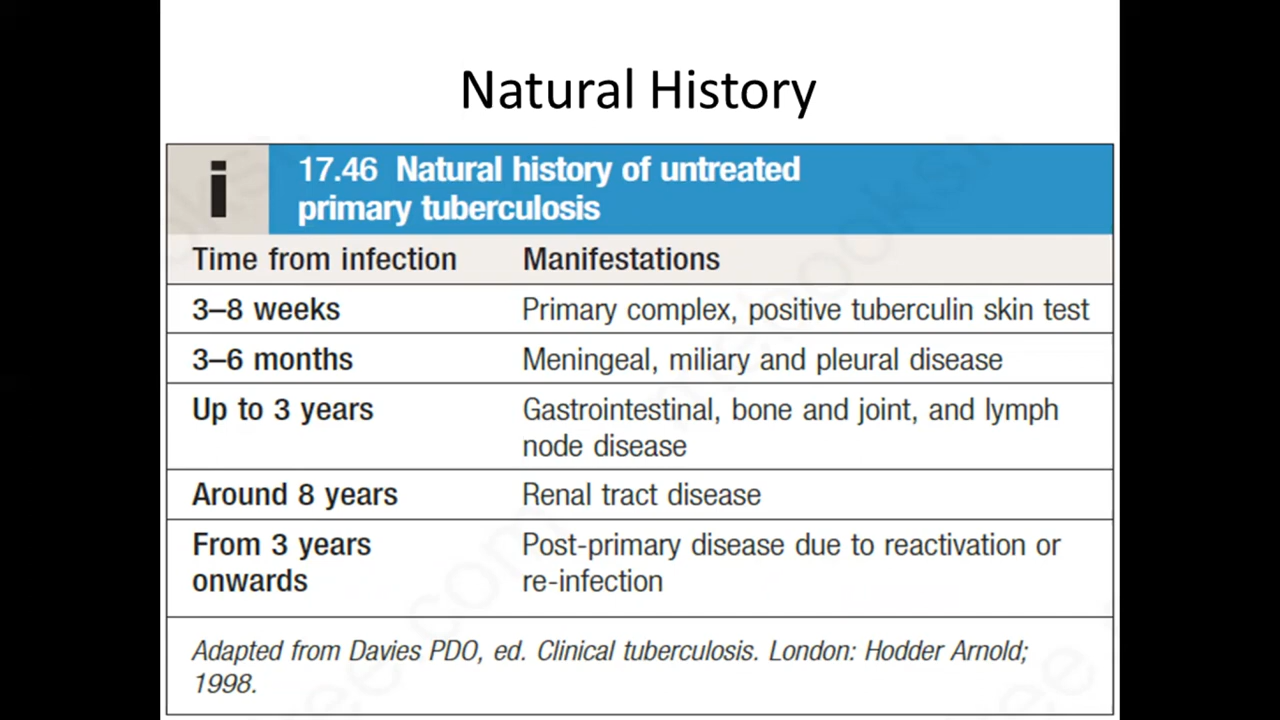 Natural History
i
17.46 Natural history of untreated
primary tuberculosis
Time from infection Manifestations
3–8 weeks Primary complex, positive tuberculin skin test
3–6 months Meningeal, miliary and pleural disease
Up to 3 years Gastrointestinal, bone and joint, and lymph
node disease
Around 8 years Renal tract disease
From 3 years Post-primary disease due to reactivation or
onwards re-infection
Adapted from Davies PDO, ed. Clinical tuberculosis. London: Hodder Arnold;
1998.